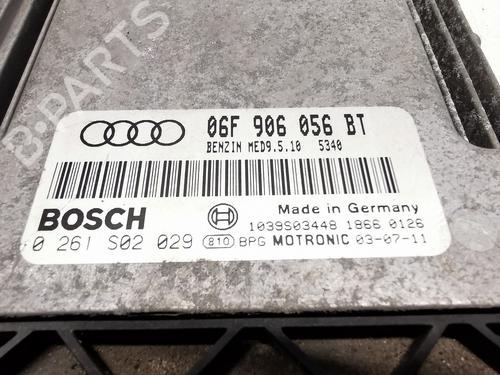 B-PARTS
06F 906 056 BT
BENZIN MED9.5.10 5340
BOSCH
Made in Germany
1039S03448 1866 0126
0 261 S02 029 810 BPG MOTRONIC 03-07-11